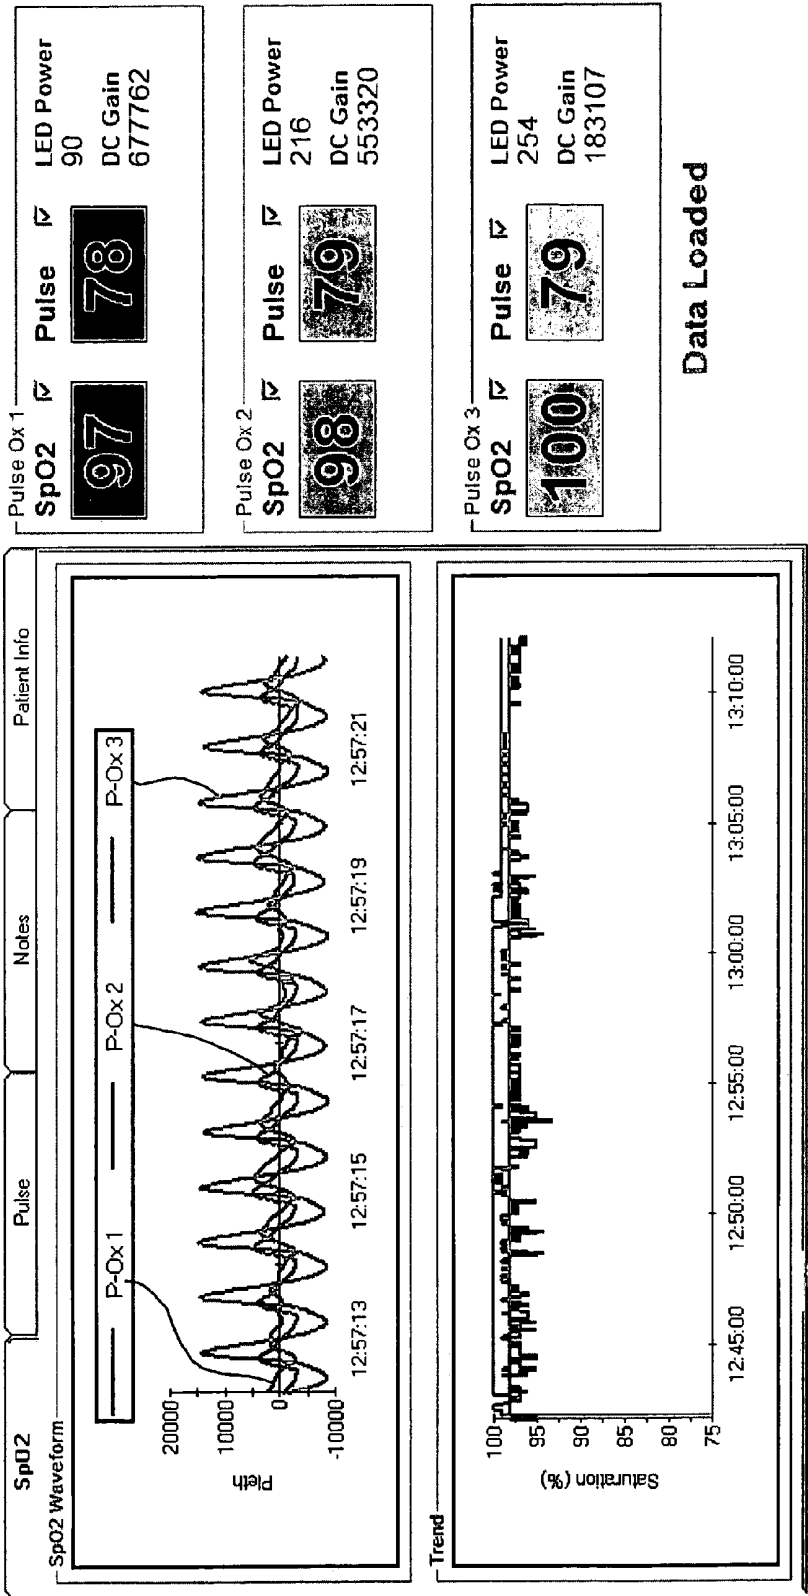 SpO2
Pulse
Notes
Patient Info
SpO2 Waveform
P-Ox1
P-Ox 2
P-Ox 3
Pleth
20000
10000
0
-10000
12:57:13
12:57:15
12:57:17
12:57:19
12:57:21
Trend
Saturation (%)
100
95
90
85
80
75
12:45:00
12:50:00
12:55:00
13:00:00
13:05:00
13:10:00
Pulse Ox 1
SpO2
Pulse
LED Power
97
78
90
DC Gain
677762
Pulse Ox 2
SpO2
Pulse
LED Power
98
79
216
DC Gain
553320
Pulse Ox 3
SpO2
Pulse
LED Power
100
79
254
DC Gain
183107
Data Loaded